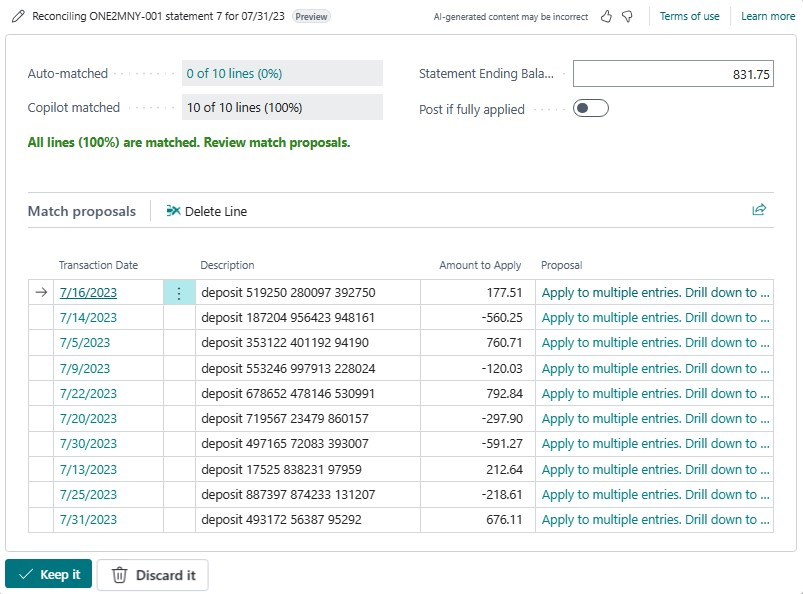 Reconciling ONE2MNY-001 statement 7 for 07/31/23 Preview AI-generated content may be incorrect Terms of use Learn more
Auto-matched 0 of 10 lines (0%) Statement Ending Bala... 831.75
Copilot matched 10 of 10 lines (100%) Post if fully applied
All lines (100%) are matched. Review match proposals.
Match proposals Delete Line
Transaction Date Description Amount to Apply Proposal
7/16/2023 deposit 519250 280097 392750 177.51 Apply to multiple entries. Drill down to ...
7/14/2023 deposit 187204 956423 948161 -560.25 Apply to multiple entries. Drill down to ...
7/5/2023 deposit 353122 401192 94190 760.71 Apply to multiple entries. Drill down to ...
7/9/2023 deposit 553246 997913 228024 -120.03 Apply to multiple entries. Drill down to ...
7/22/2023 deposit 678652 478146 530991 792.84 Apply to multiple entries. Drill down to ...
7/20/2023 deposit 719567 23479 860157 -297.90 Apply to multiple entries. Drill down to ...
7/30/2023 deposit 497165 72083 393007 -591.27 Apply to multiple entries. Drill down to ...
7/13/2023 deposit 17525 838231 97959 212.64 Apply to multiple entries. Drill down to ...
7/25/2023 deposit 887397 874233 131207 -218.61 Apply to multiple entries. Drill down to ...
7/31/2023 deposit 493172 56387 95292 676.11 Apply to multiple entries. Drill down to ...
Keep it Discard it